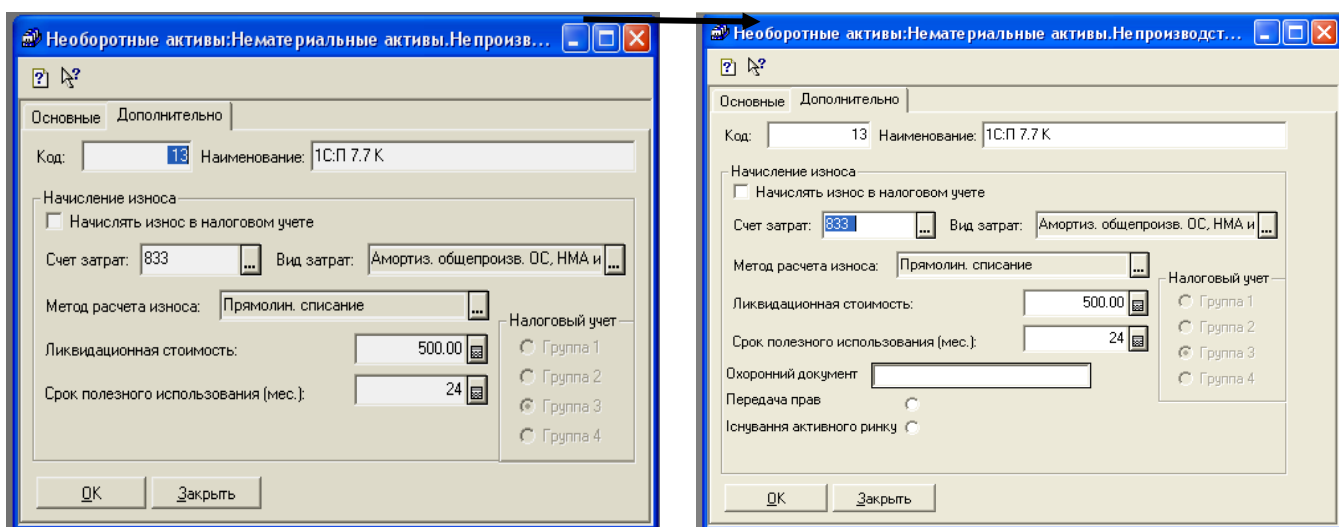 Необоротные активы:Нематериальные активы.Непроизв...
Основные Дополнительно
Код: 13 Наименование: 1С:П 7.7 К
Начисление износа
Начислять износ в налоговом учете
Счет затрат: 833 ... Вид затрат: Амортиз. общепроизв. ОС, НМА и ...
Метод расчета износа: Прямолин. списание ...
Налоговый учет
Ликвидационная стоимость: 500.00
Группа 1
Группа 2
Срок полезного использования (мес.): 24
Группа 3
Группа 4
OK Закрыть
Необоротные активы:Нематериальные активы.Непроизводст...
Основные Дополнительно
Код: 13 Наименование: 1С:П 7.7 К
Начисление износа
Начислять износ в налоговом учете
Счет затрат: 833 ... Вид затрат: Амортиз. общепроизв. ОС, НМА и ...
Метод расчета износа: Прямолин. списание ...
Налоговый учет
Ликвидационная стоимость: 500.00
Группа 1
Группа 2
Срок полезного использования (мес.): 24
Группа 3
Охоронний документ
Группа 4
Передача прав
Існування активного ринку
OK Закрыть